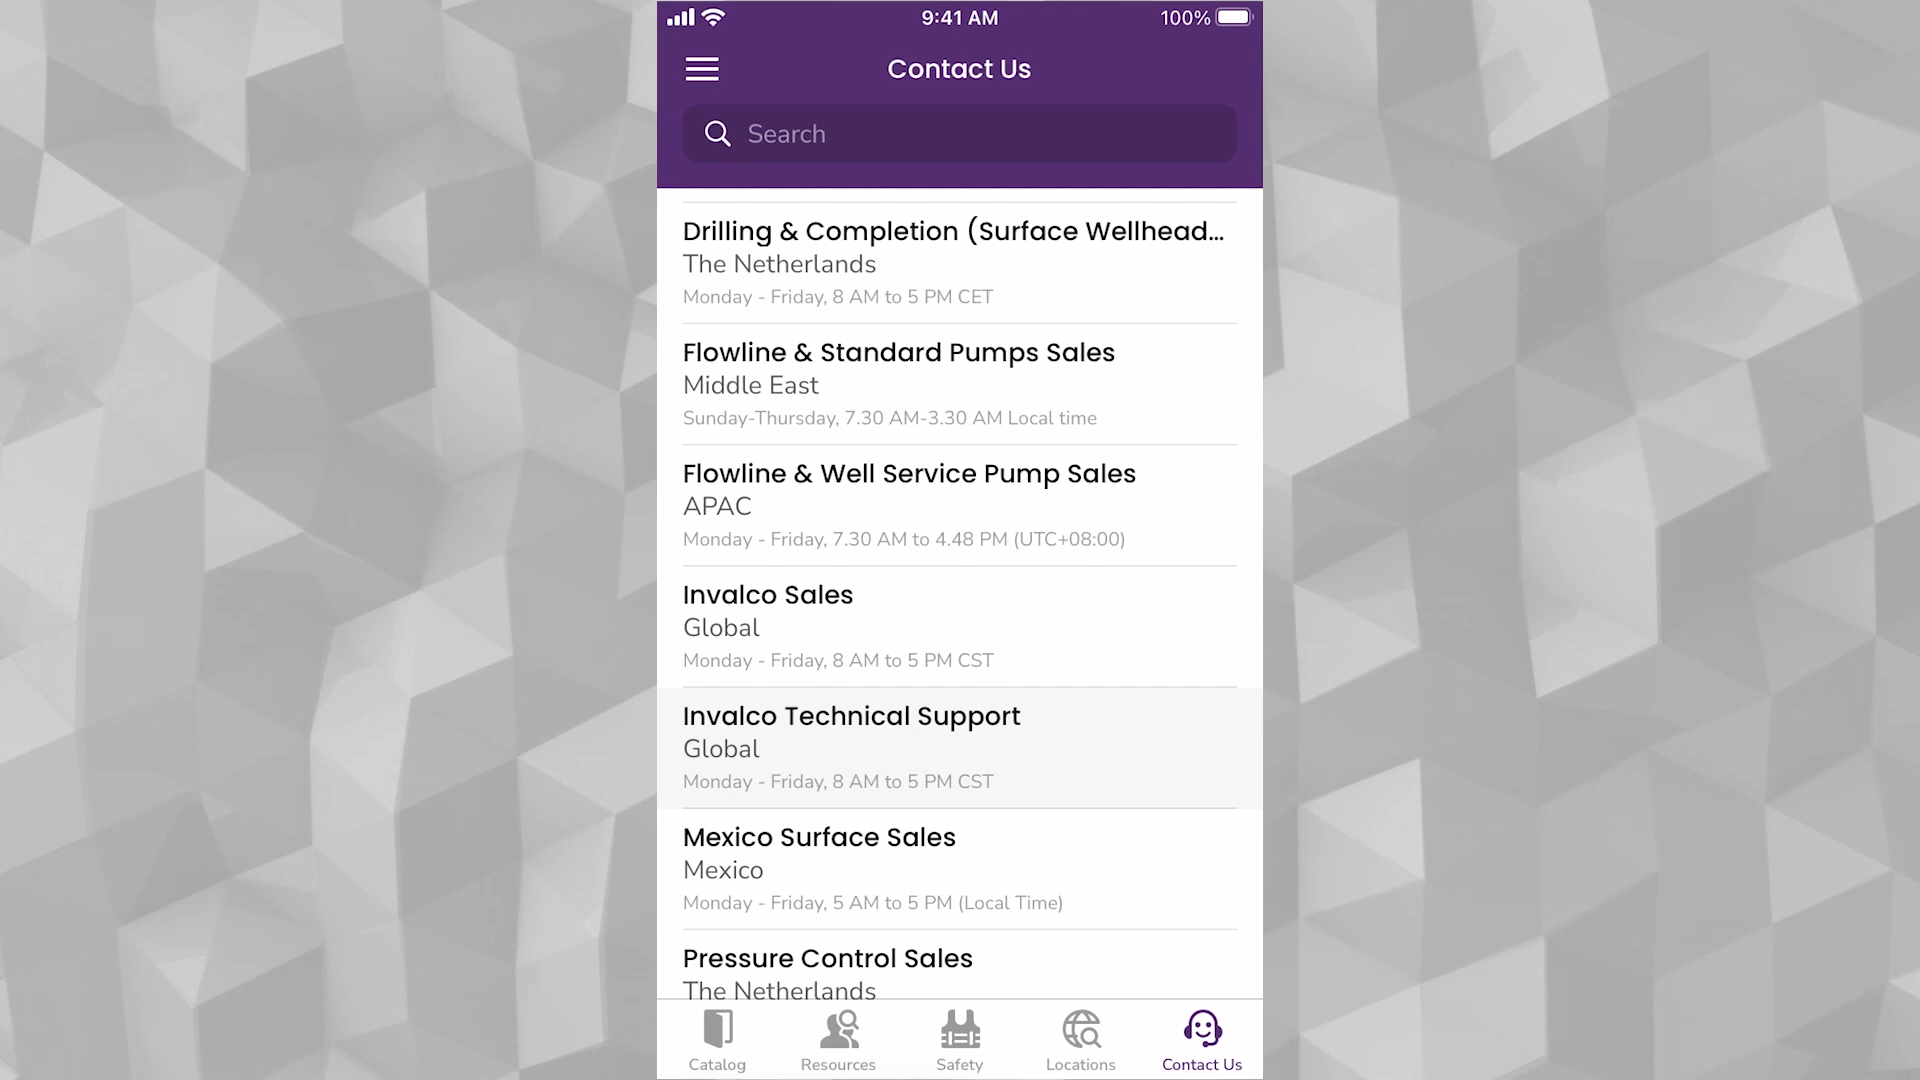 9:41 AM
100%
Contact Us
Search
Drilling & Completion (Surface Wellhead...
The Netherlands
Monday - Friday, 8 AM to 5 PM CET
Flowline & Standard Pumps Sales
Middle East
Sunday-Thursday, 7.30 AM-3.30 AM Local time
Flowline & Well Service Pump Sales
APAC
Monday - Friday, 7.30 AM to 4.48 PM (UTC+08:00)
Invalco Sales
Global
Monday - Friday, 8 AM to 5 PM CST
Invalco Technical Support
Global
Monday - Friday, 8 AM to 5 PM CST
Mexico Surface Sales
Mexico
Monday - Friday, 5 AM to 5 PM (Local Time)
Pressure Control Sales
The Netherlands
Catalog
Resources
Safety
Locations
Contact Us